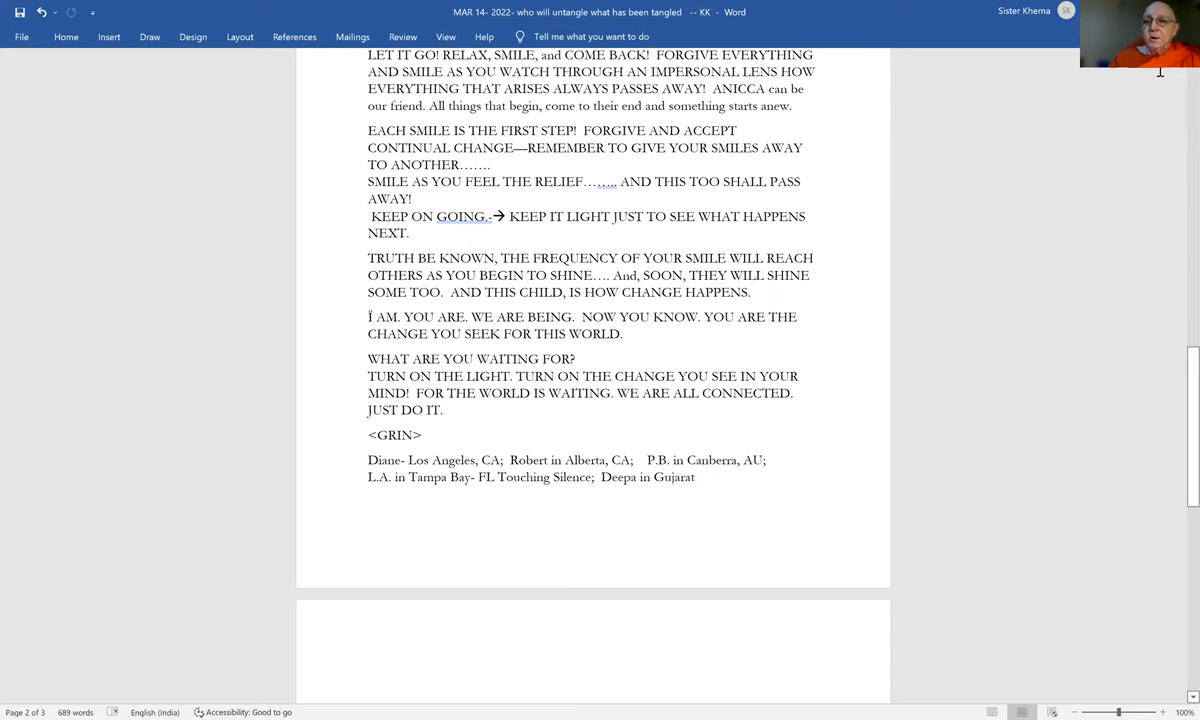 MAR 14- 2022- who will untangle what has been tangled -- KK - Word
Sister Khema
SK
File Home Insert Draw Design Layout References Mailings Review View Help Tell me what you want to do
LET IT GO! RELAX, SMILE, and COME BACK! FORGIVE EVERYTHING
AND SMILE AS YOU WATCH THROUGH AN IMPERSONAL LENS HOW
EVERYTHING THAT ARISES ALWAYS PASSES AWAY! ANICCA can be
our friend. All things that begin, come to their end and something starts anew.
EACH SMILE IS THE FIRST STEP! FORGIVE AND ACCEPT
CONTINUAL CHANGE—REMEMBER TO GIVE YOUR SMILES AWAY
TO ANOTHER…….
SMILE AS YOU FEEL THE RELIEF…….. AND THIS TOO SHALL PASS
AWAY!
KEEP ON GOING.-→ KEEP IT LIGHT JUST TO SEE WHAT HAPPENS
NEXT.
TRUTH BE KNOWN, THE FREQUENCY OF YOUR SMILE WILL REACH
OTHERS AS YOU BEGIN TO SHINE…. And, SOON, THEY WILL SHINE
SOME TOO. AND THIS CHILD, IS HOW CHANGE HAPPENS.
Ï AM. YOU ARE. WE ARE BEING. NOW YOU KNOW. YOU ARE THE
CHANGE YOU SEEK FOR THIS WORLD.
WHAT ARE YOU WAITING FOR?
TURN ON THE LIGHT. TURN ON THE CHANGE YOU SEE IN YOUR
MIND! FOR THE WORLD IS WAITING. WE ARE ALL CONNECTED.
JUST DO IT.
<GRIN>
Diane- Los Angeles, CA; Robert in Alberta, CA; P.B. in Canberra, AU;
L.A. in Tampa Bay- FL Touching Silence; Deepa in Gujarat
Page 2 of 3 689 words English (India) Accessibility: Good to go 100%